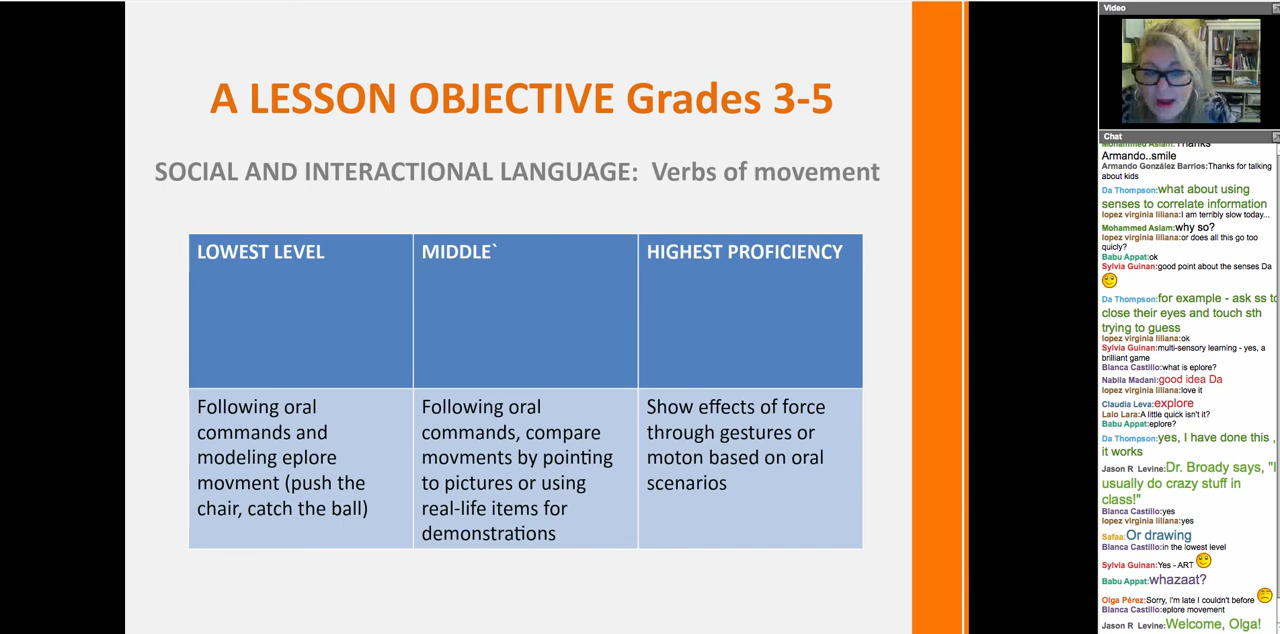 A LESSON OBJECTIVE Grades 3-5
SOCIAL AND INTERACTIONAL LANGUAGE: Verbs of movement
LOWEST LEVEL
MIDDLE`
HIGHEST PROFICIENCY
Following oral
commands and
modeling eplore
movment (push the
chair, catch the ball)
Following oral
commands, compare
movments by pointing
to pictures or using
real-life items for
demonstrations
Show effects of force
through gestures or
moton based on oral
scenarios
Video
Chat
Mohammed Aslam:Thanks
Armando..smile
Armando González Barrios:Thanks for talking
about kids
Da Thompson:what about using
senses to correlate information
lopez virginia liliana:I am terribly slow today...
Mohammed Aslam:why so?
lopez virginia liliana:or does all this go too
quicly?
Babu Appat:ok
Sylvia Guinan:good point about the senses Da
Da Thompson:for example - ask ss to
close their eyes and touch sth
trying to guess
lopez virginia liliana:ok
Sylvia Guinan:multi-sensory learning - yes, a
brilliant game
Blanca Castillo:what is eplore?
Nabila Madani:good idea Da
lopez virginia liliana:love it
Claudia Leva:explore
Lalo Lara:A little quick isn't it?
Babu Appat:eplore?
Da Thompson:yes, I have done this ,
it works
Jason R Levine:Dr. Broady says, "I
usually do crazy stuff in
class!"
Blanca Castillo:yes
lopez virginia liliana:yes
Safaa:Or drawing
Blanca Castillo:in the lowest level
Sylvia Guinan:Yes - ART
Babu Appat:whazaat?
Olga Pérez:Sorry, i'm late I couldn't before
Blanca Castillo:eplore movement
Jason R Levine:Welcome, Olga!